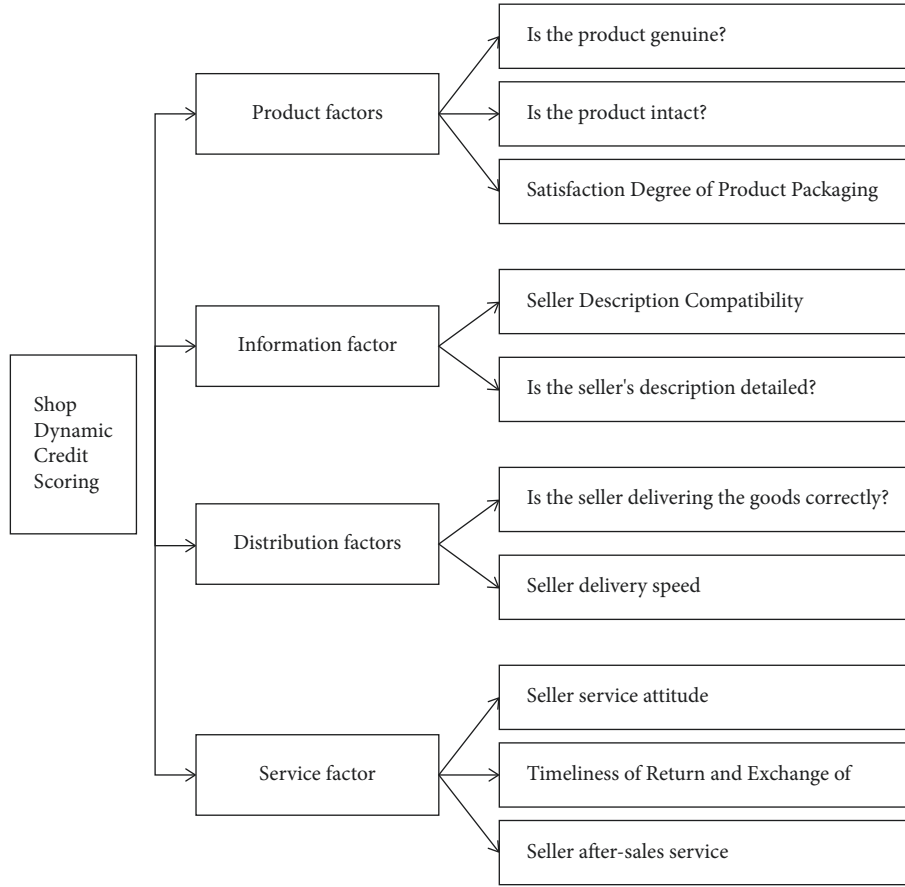 Shop
Dynamic
Credit
Scoring
Product factors
Is the product genuine?
Is the product intact?
Satisfaction Degree of Product Packaging
Information factor
Seller Description Compatibility
Is the seller's description detailed?
Distribution factors
Is the seller delivering the goods correctly?
Seller delivery speed
Service factor
Seller service attitude
Timeliness of Return and Exchange of
Seller after-sales service